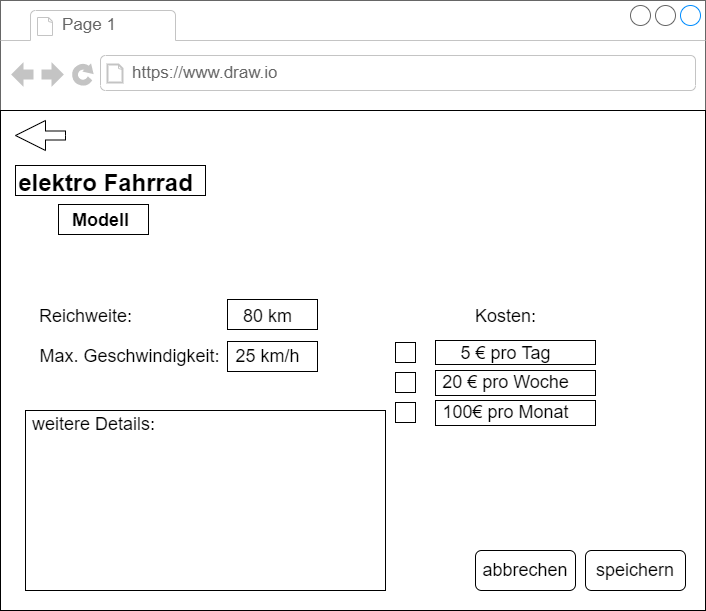 Page 1
https://www.draw.io
elektro Fahrrad
Modell
Reichweite:
80 km
Kosten:
Max. Geschwindigkeit:
25 km/h
5 € pro Tag
20 € pro Woche
100€ pro Monat
weitere Details:
abbrechen
speichern